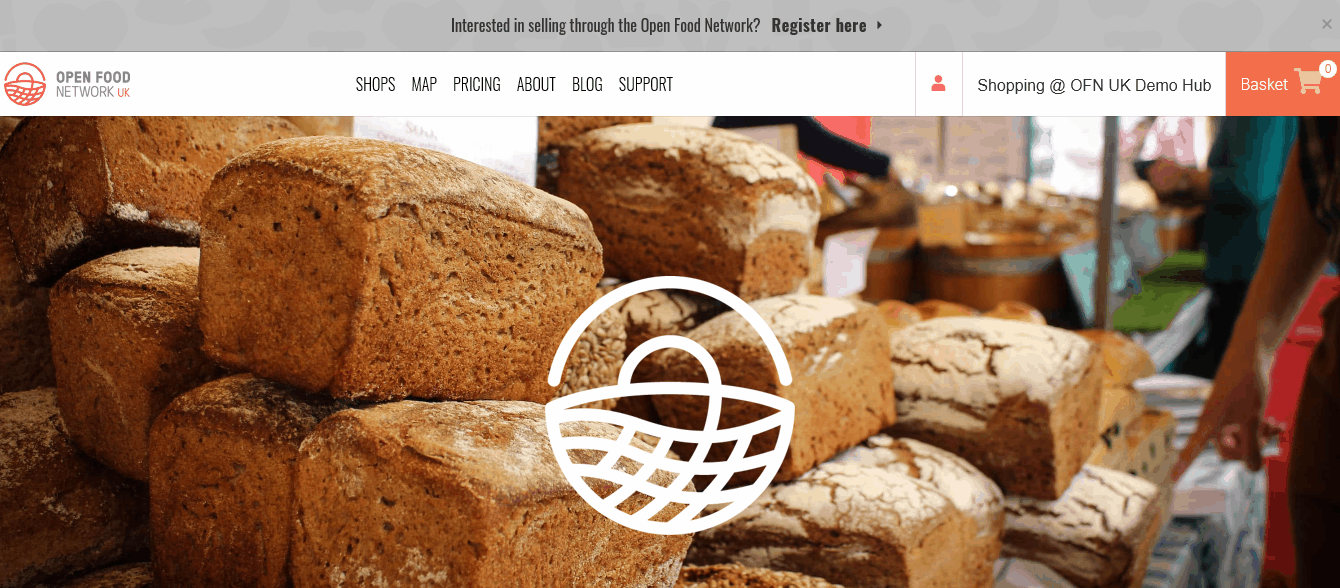 Interested in selling through the Open Food Network? Register here
OPEN FOOD
NETWORK UK
SHOPS MAP PRICING ABOUT BLOG SUPPORT
Shopping @ OFN UK Demo Hub
Basket 0